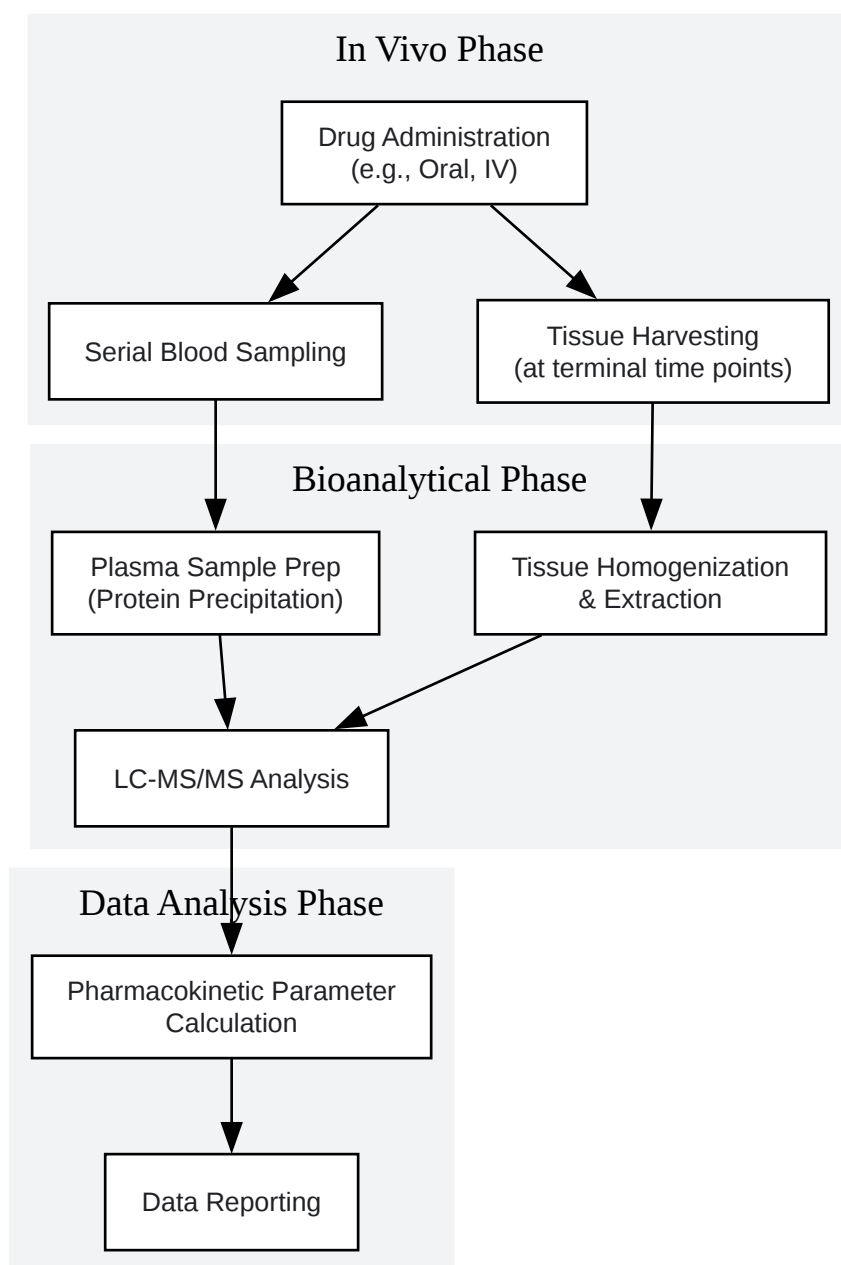 In Vivo Phase
Drug Administration
(e.g., Oral, IV)
Serial Blood Sampling
Tissue Harvesting
(at terminal time points)
Bioanalytical Phase
Plasma Sample Prep
(Protein Precipitation)
Tissue Homogenization
& Extraction
LC-MS/MS Analysis
Data Analysis Phase
Pharmacokinetic Parameter
Calculation
Data Reporting